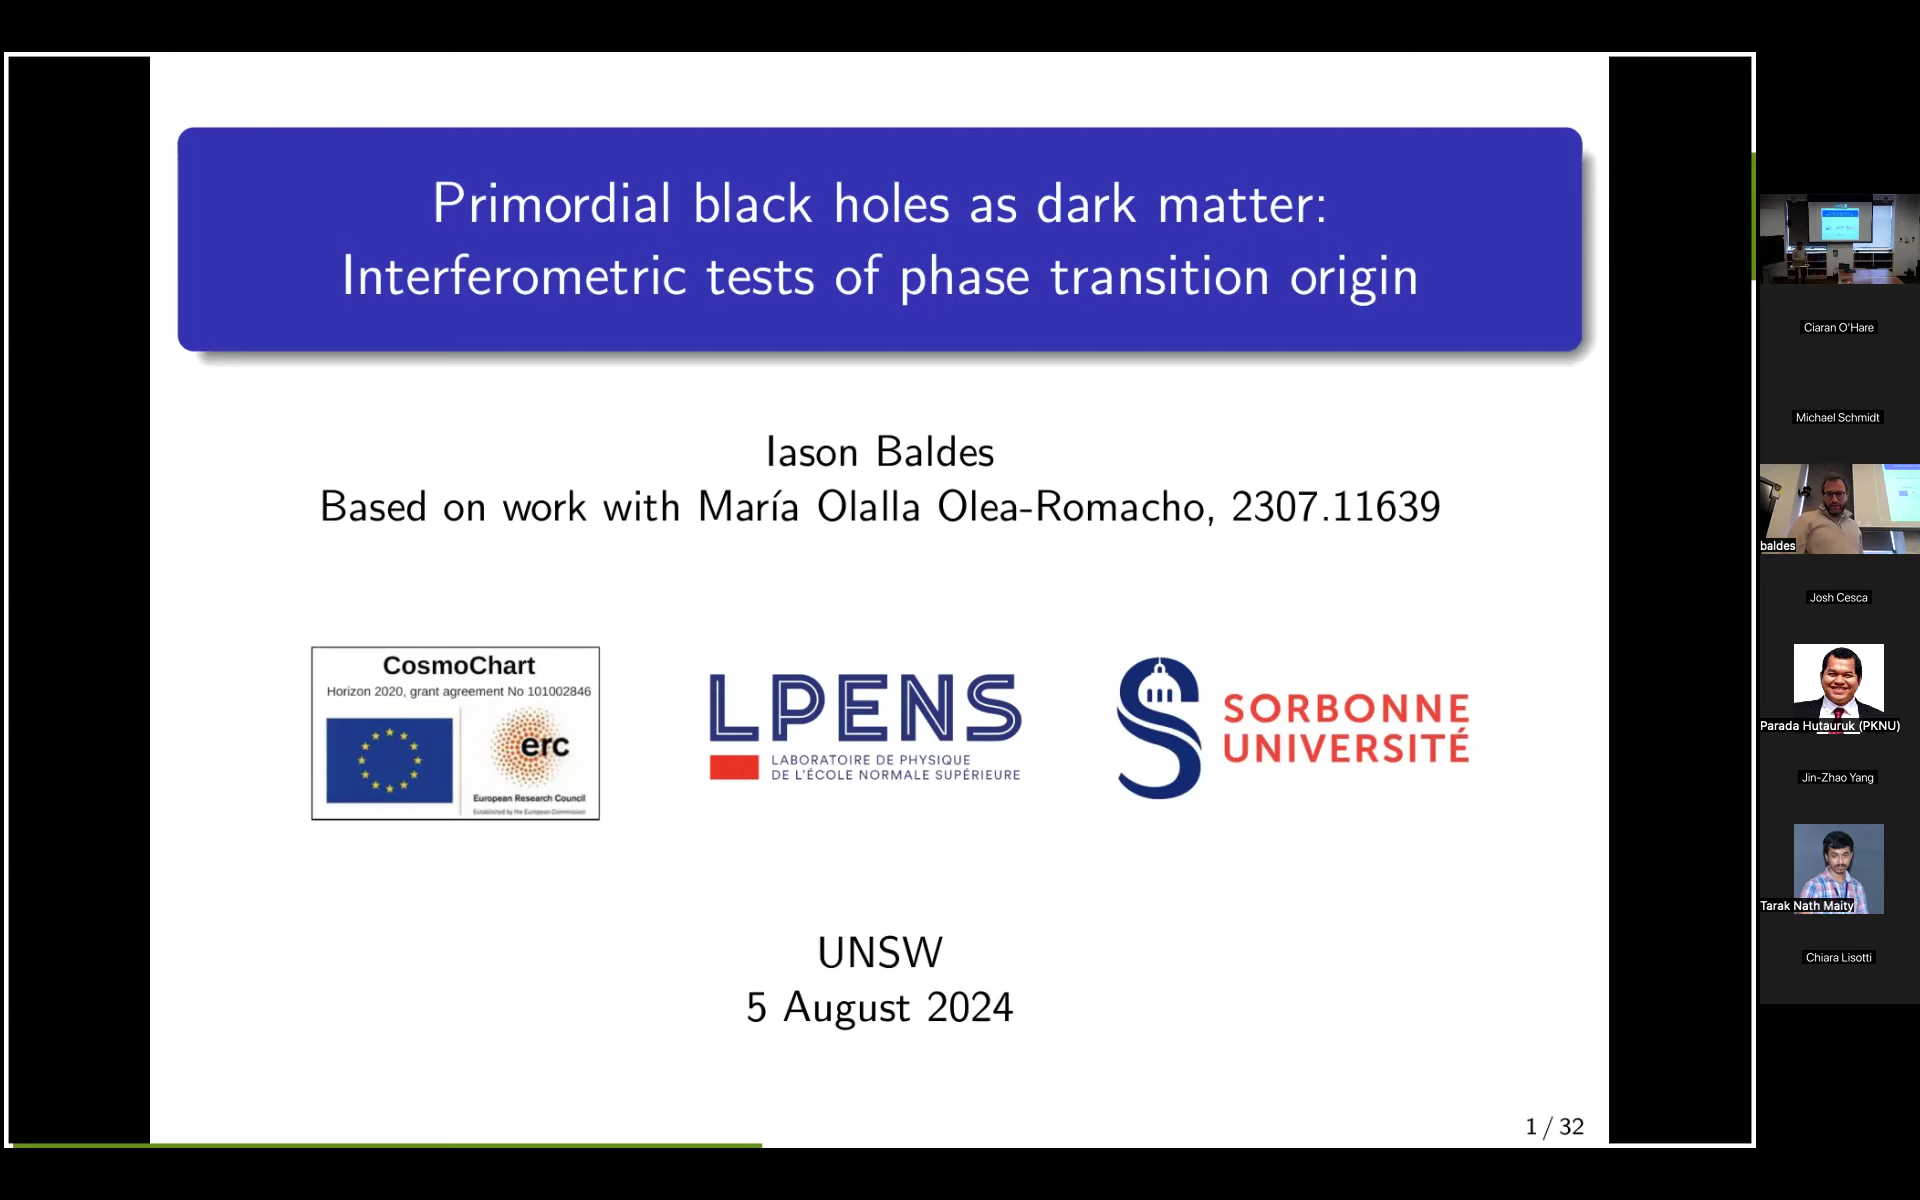 Primordial black holes as dark matter:
Interferometric tests of phase transition origin
Iason Baldes
Based on work with María Olalla Olea-Romacho, 2307.11639
CosmoChart
Horizon 2020, grant agreement No 101002846
erc
European Research Council
Established by the European Commission
LPENS
LABORATOIRE DE PHYSIQUE
DE L'ÉCOLE NORMALE SUPÉRIEURE
SORBONNE
UNIVERSITÉ
UNSW
5 August 2024
1 / 32
Ciaran O'Hare
Michael Schmidt
baldes
Josh Cesca
Parada Hutauruk (PKNU)
Jin-Zhao Yang
Tarak Nath Maity
Chiara Lisotti